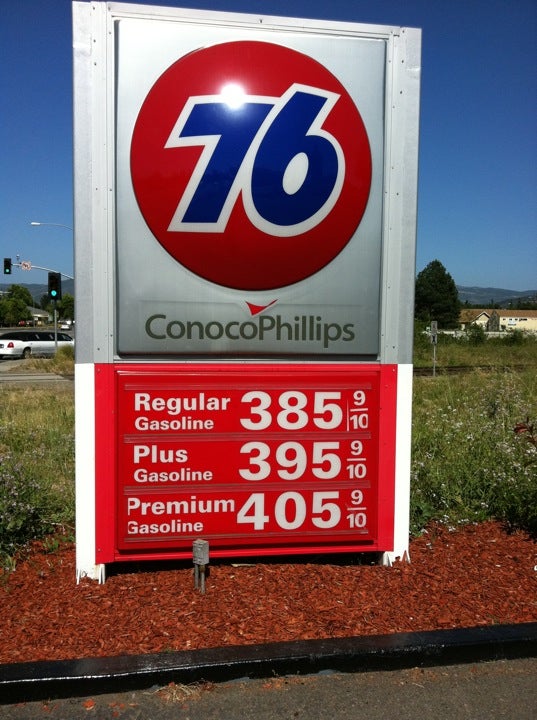 76
ConocoPhillips
Regular Gasoline 385 9/10
Plus Gasoline 395 9/10
Premium Gasoline 405 9/10